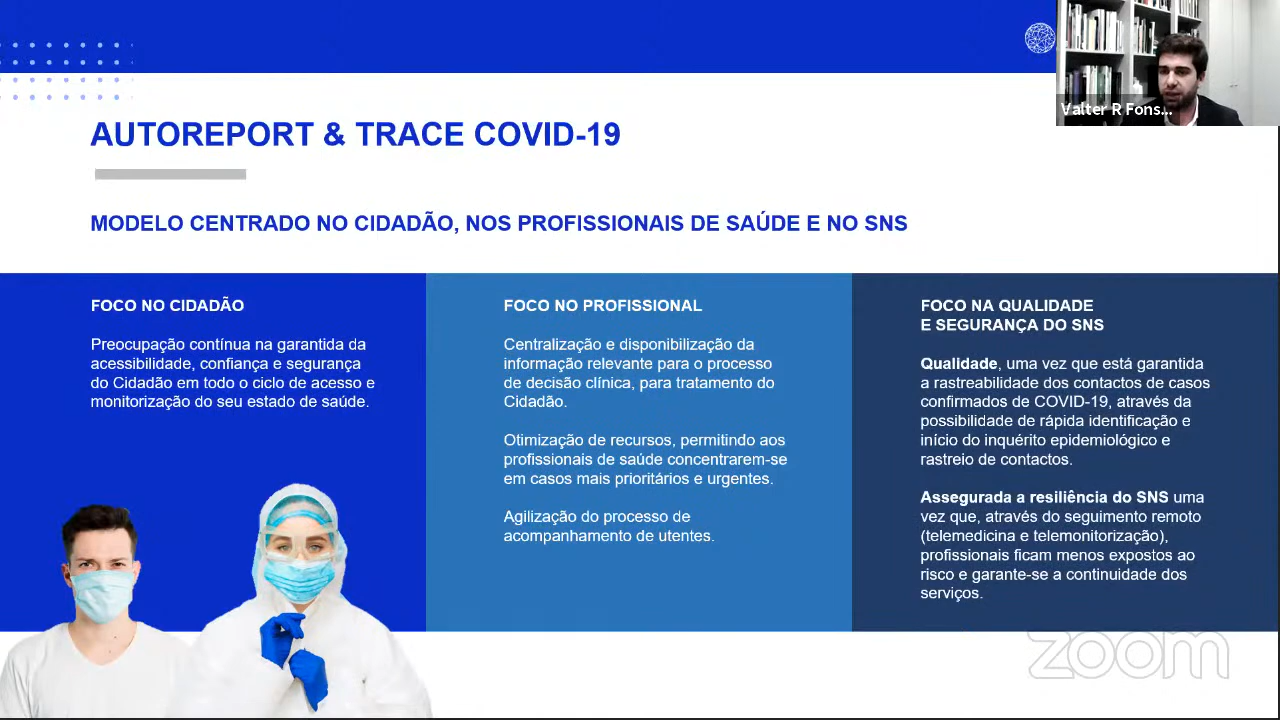 Valter R Fons...
AUTOREPORT & TRACE COVID-19
MODELO CENTRADO NO CIDADÃO, NOS PROFISSIONAIS DE SAÚDE E NO SNS
FOCO NO CIDADÃO
Preocupação contínua na garantida da
acessibilidade, confiança e segurança
do Cidadão em todo o ciclo de acesso e
monitorização do seu estado de saúde.
FOCO NO PROFISSIONAL
Centralização e disponibilização da
informação relevante para o processo
de decisão clínica, para tratamento do
Cidadão.
Otimização de recursos, permitindo aos
profissionais de saúde concentrarem-se
em casos mais prioritários e urgentes.
Agilização do processo de
acompanhamento de utentes.
FOCO NA QUALIDADE
E SEGURANÇA DO SNS
Qualidade, uma vez que está garantida
a rastreabilidade dos contactos de casos
confirmados de COVID-19, através da
possibilidade de rápida identificação e
início do inquérito epidemiológico e
rastreio de contactos.
Assegurada a resiliência do SNS uma
vez que, através do seguimento remoto
(telemedicina e telemonitorização),
profissionais ficam menos expostos ao
risco e garante-se a continuidade dos
serviços.
zoom